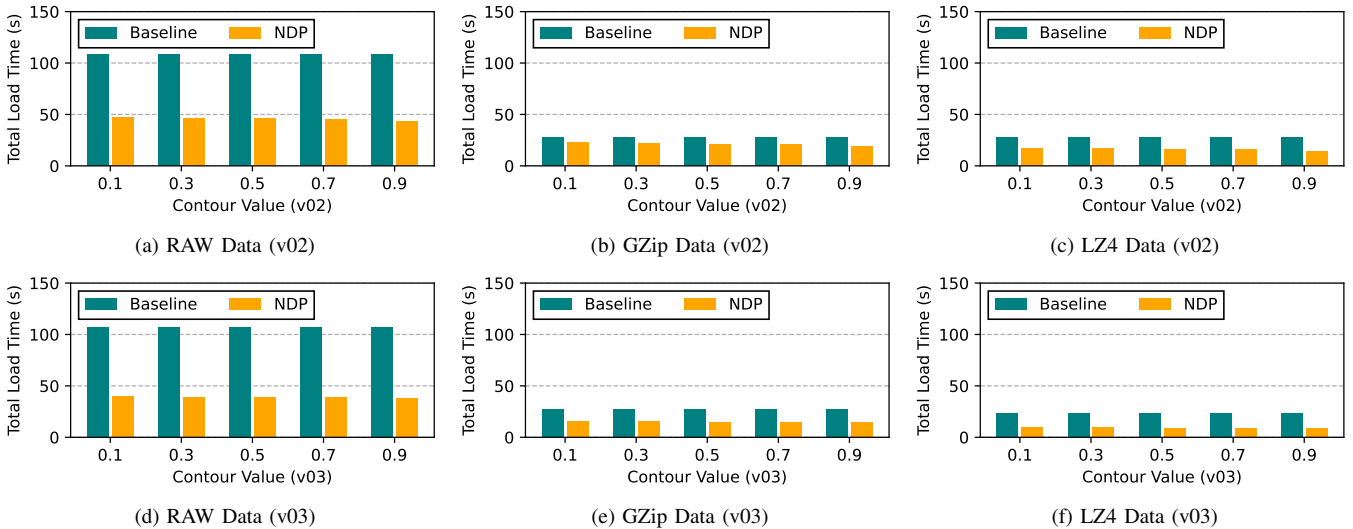 Total Load Time (s)
150
100
50
0
Baseline NDP
0.1 0.3 0.5 0.7 0.9
Contour Value (v02)
(a) RAW Data (v02)
Total Load Time (s)
150
100
50
0
Baseline NDP
0.1 0.3 0.5 0.7 0.9
Contour Value (v02)
(b) GZip Data (v02)
Total Load Time (s)
150
100
50
0
Baseline NDP
0.1 0.3 0.5 0.7 0.9
Contour Value (v02)
(c) LZ4 Data (v02)
Total Load Time (s)
150
100
50
0
Baseline NDP
0.1 0.3 0.5 0.7 0.9
Contour Value (v03)
(d) RAW Data (v03)
Total Load Time (s)
150
100
50
0
Baseline NDP
0.1 0.3 0.5 0.7 0.9
Contour Value (v03)
(e) GZip Data (v03)
Total Load Time (s)
150
100
50
0
Baseline NDP
0.1 0.3 0.5 0.7 0.9
Contour Value (v03)
(f) LZ4 Data (v03)